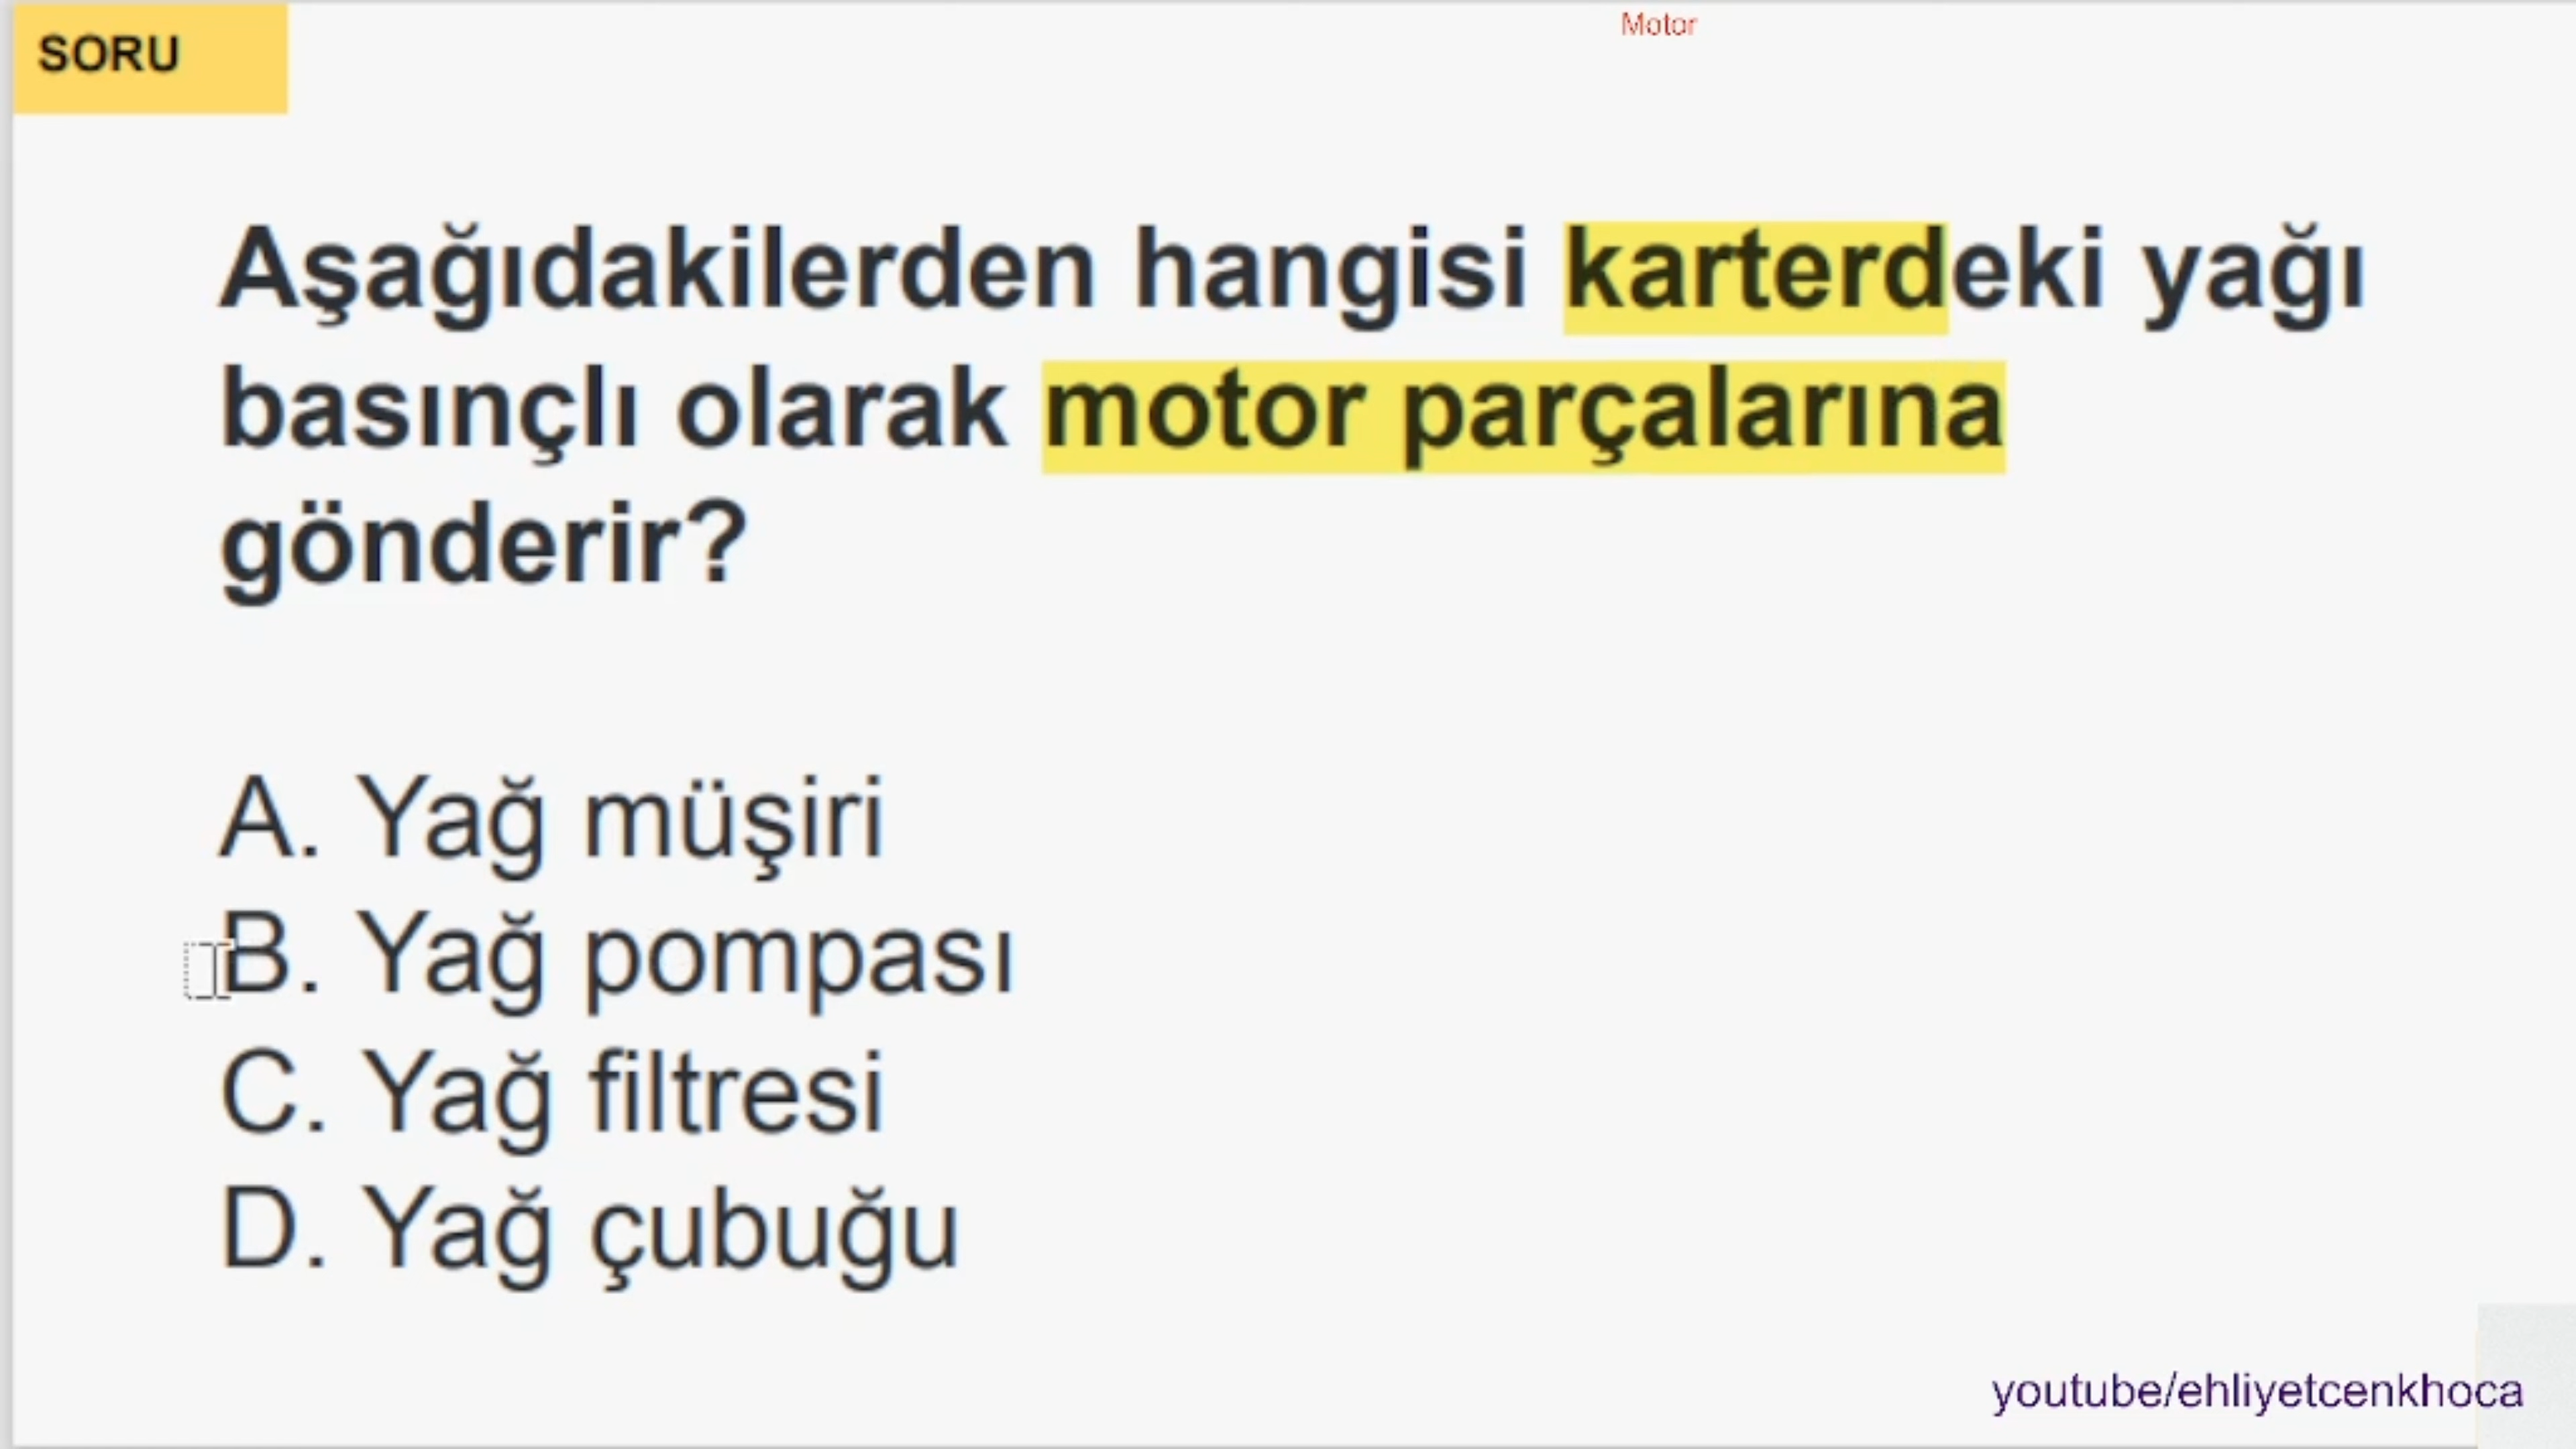 SORU
Motor
Aşağıdakilerden hangisi karterdeki yağı
basınçlı olarak motor parçalarına
gönderir?
A. Yağ müşiri
B. Yağ pompası
C. Yağ filtresi
D. Yağ çubuğu
youtube/ehliyetcenkhoca